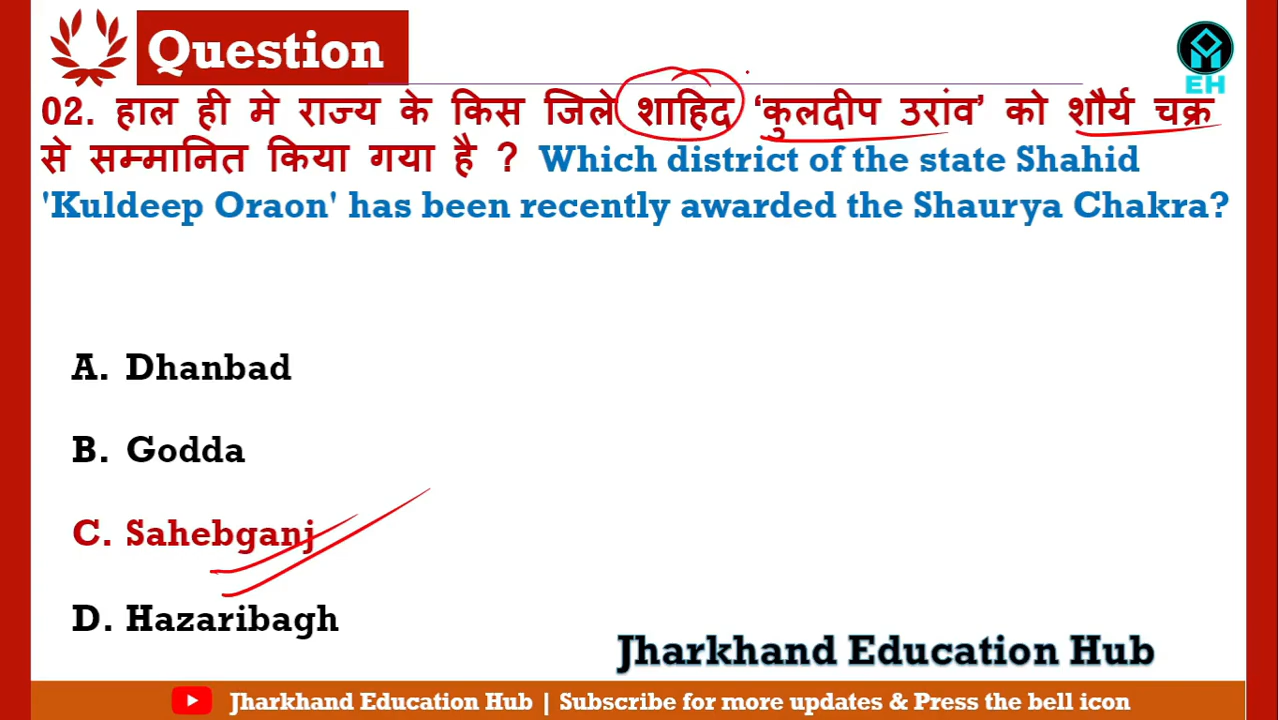 Question
EH
02. हाल ही मे राज्य के किस जिले शाहिद ‘कुलदीप उरांव’ को शौर्य चक्र
से सम्मानित किया गया है ? Which district of the state Shahid
'Kuldeep Oraon' has been recently awarded the Shaurya Chakra?
A. Dhanbad
B. Godda
C. Sahebganj
D. Hazaribagh
Jharkhand Education Hub
Jharkhand Education Hub | Subscribe for more updates & Press the bell icon